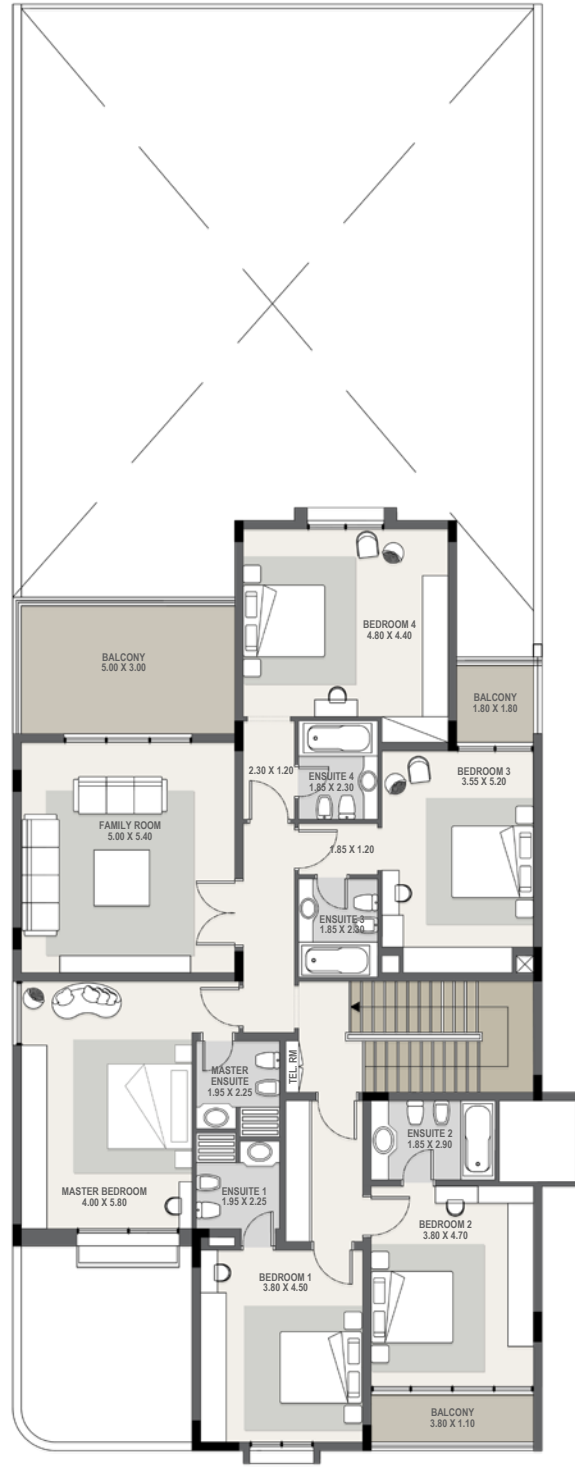 BEDROOM 4
4.80 X 4.40
BALCONY
5.00 X 3.00
BALCONY
1.80 X 1.80
2.30 X 1.20
ENSUITE 4
1.85 X 2.30
BEDROOM 3
3.55 X 5.20
FAMILY ROOM
5.00 X 5.40
1.85 X 1.20
ENSUITE 3
1.85 X 2.30
TEL. RM
MASTER
ENSUITE
1.95 X 2.25
ENSUITE 2
1.85 X 2.90
MASTER BEDROOM
4.00 X 5.80
ENSUITE 1
1.95 X 2.25
BEDROOM 2
3.80 X 4.70
BEDROOM 1
3.80 X 4.50
BALCONY
3.80 X 1.10